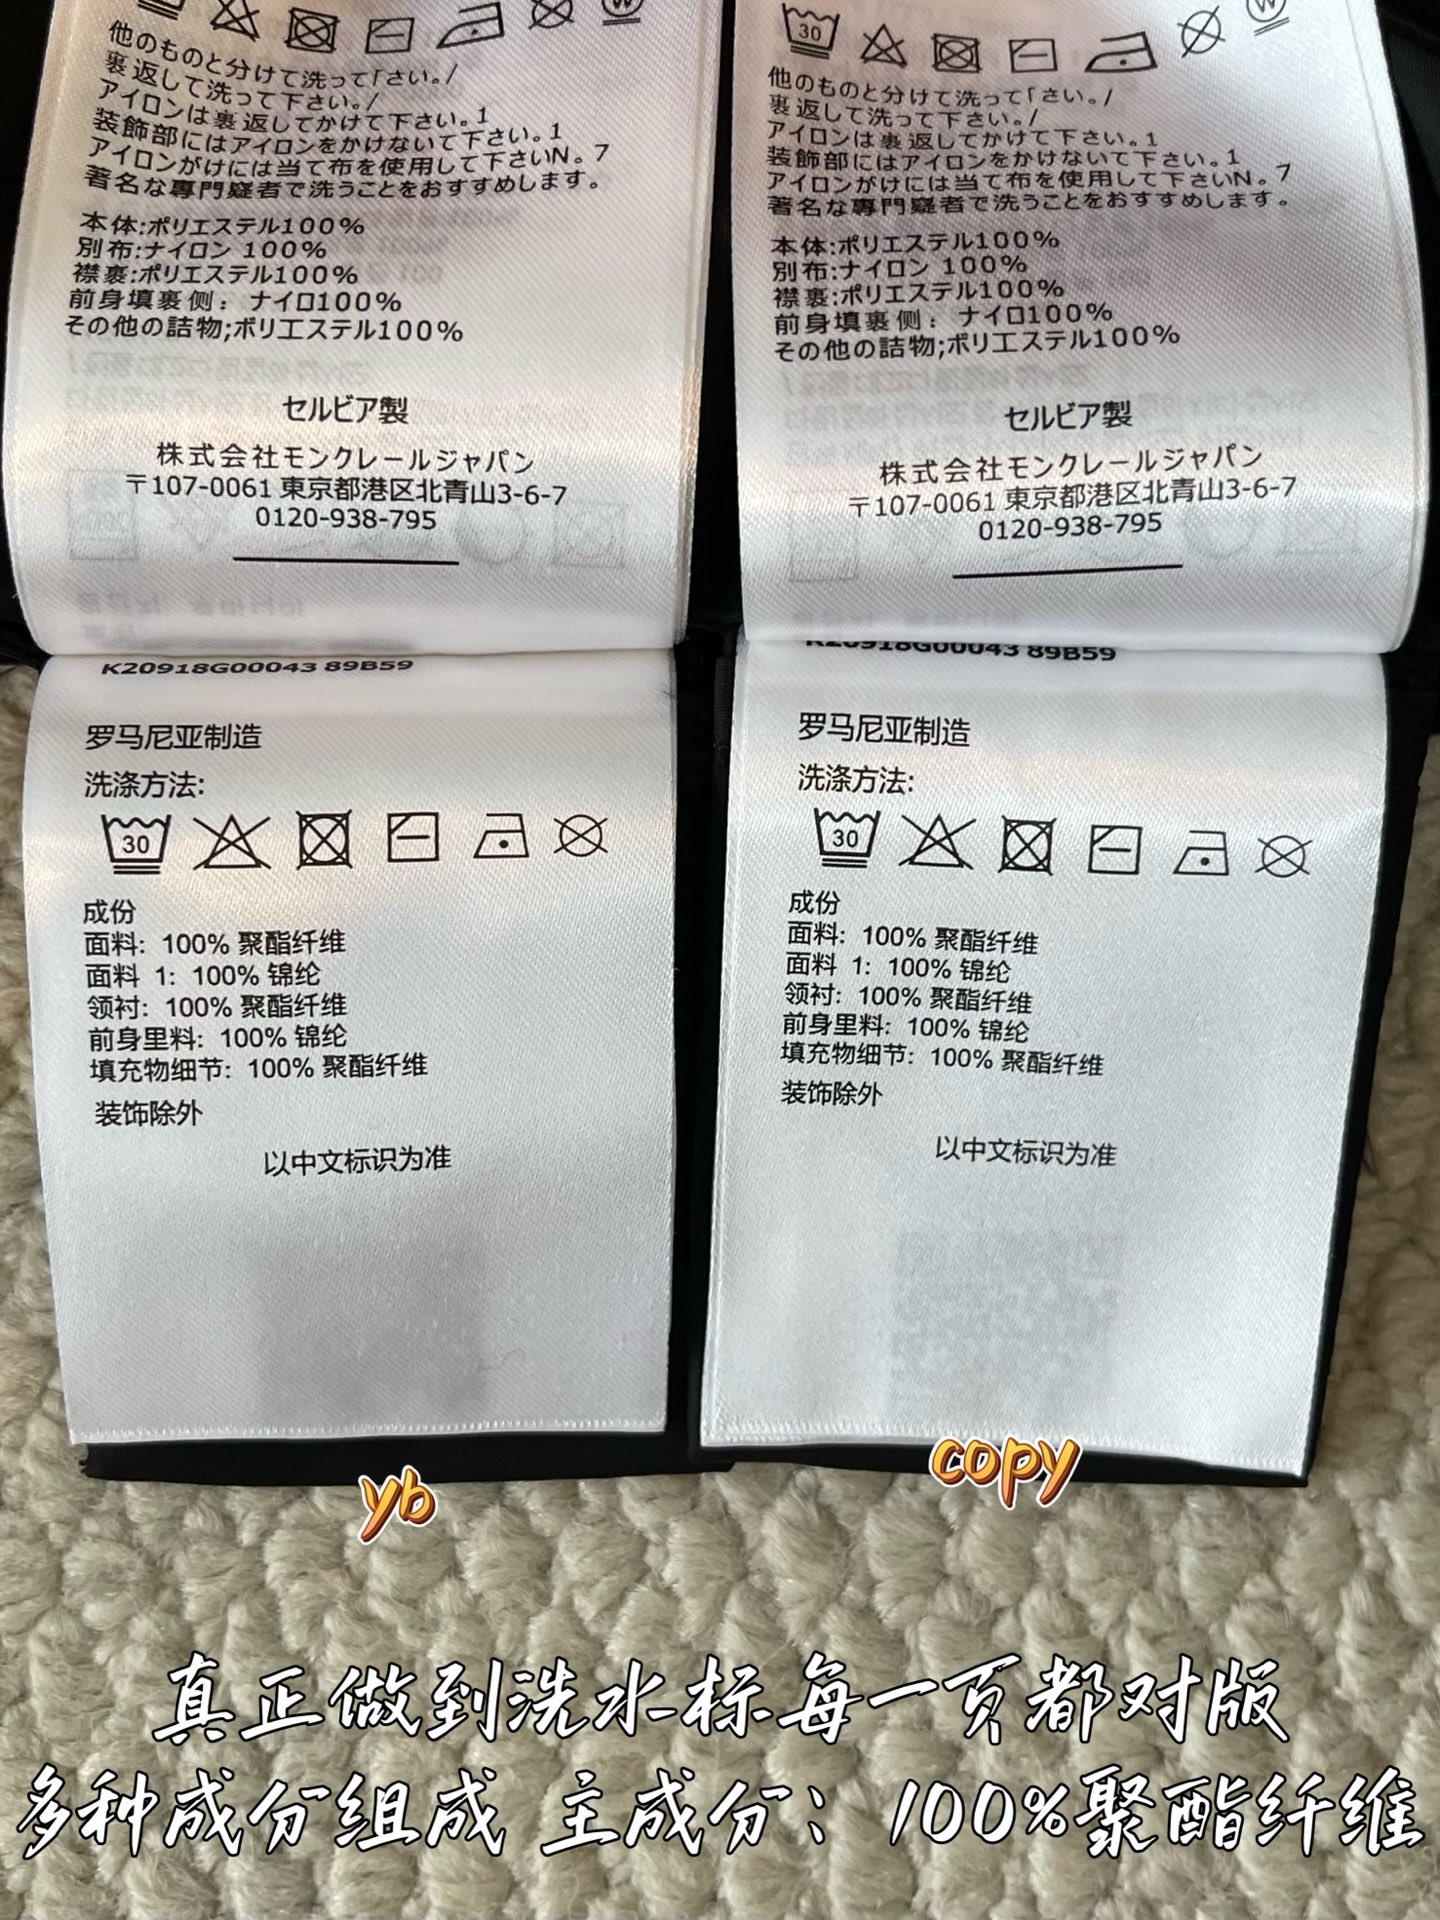 他のものと分けて洗って｢さい。/
裏返して洗って下さい。/
アイロンは裏返してかけて下さい。1
装飾部にはアイロンをかけないて下さい。1
アイロンがけには当て布を使用して下さいN。7
著名な專門疑者で洗うことをおすすめします。
本体:ポリエステル100%
別布:ナイロン 100%
襟裏:ポリエステル100%
前身填裏側：ナイロ100%
その他の詰物;ポリエステル100%
セルビア製
株式会社モンクレールジャパン
〒107-0061 東京都港区北青山3-6-7
0120-938-795
K20918G00043 89B59
罗马尼亚制造
洗涤方法:
30
成份
面料: 100% 聚酯纤维
面料 1: 100% 锦纶
领衬: 100% 聚酯纤维
前身里料: 100% 锦纶
填充物细节: 100% 聚酯纤维
装饰除外
以中文标识为准
yb
30
W
他のものと分けて洗って｢さい。/
裏返して洗って下さい。/
アイロンは裏返してかけて下さい。1
装飾部にはアイロンをかけないて下さい。1
アイロンがけには当て布を使用して下さいN。7
著名な專門疑者で洗うことをおすすめします。
本体:ポリエステル100%
別布:ナイロン 100%
襟裏:ポリエステル100%
前身填裏側：ナイロ100%
その他の詰物;ポリエステル100%
セルビア製
株式会社モンクレールジャパン
〒107-0061 東京都港区北青山3-6-7
0120-938-795
K20918G00043 89B59
罗马尼亚制造
洗涤方法:
30
成份
面料: 100% 聚酯纤维
面料 1: 100% 锦纶
领衬: 100% 聚酯纤维
前身里料: 100% 锦纶
填充物细节: 100% 聚酯纤维
装饰除外
以中文标识为准
copy
真正做到洗水标每一页都对版
多种成分组成 主成分：100%聚酯纤维